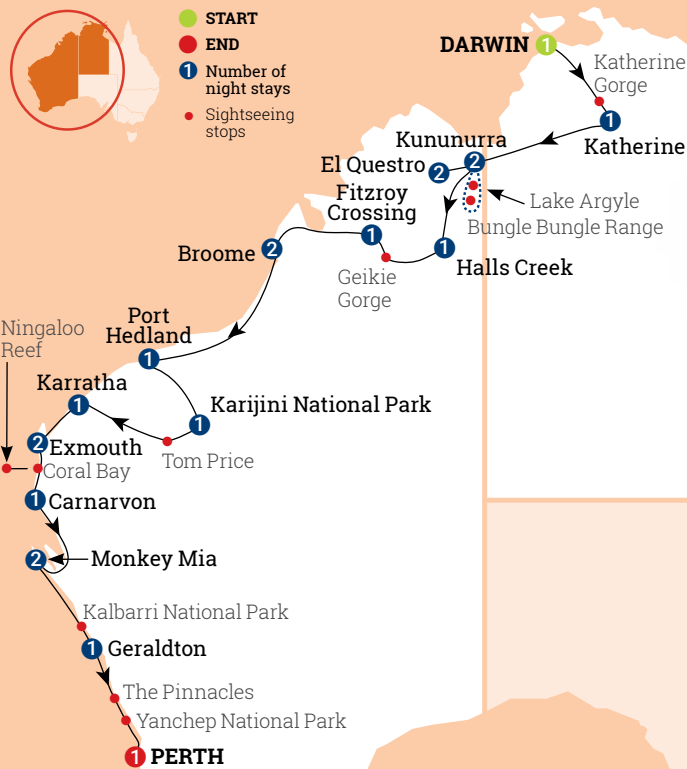 START
END
1 Number of
night stays
Sightseeing
stops
DARWIN 1
Katherine
Gorge
1
Katherine
Kununurra
2
El Questro
2
Lake Argyle
Bungle Bungle Range
Fitzroy
Crossing
1
Geikie
Gorge
1
Halls Creek
Broome 2
Port
Hedland
1
Ningaloo
Reef
Karratha
1
Karijini National Park
1
Tom Price
2 Exmouth
Coral Bay
1 Carnarvon
2 Monkey Mia
Kalbarri National Park
1 Geraldton
The Pinnacles
Yanchep National Park
1 PERTH